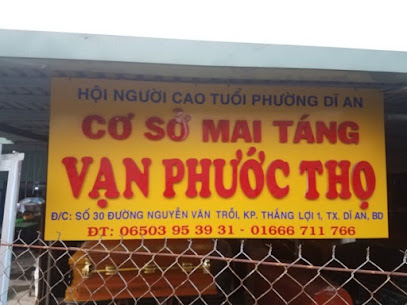 HỘI NGƯỜI CAO TUỔI PHƯỜNG DĨ AN
CƠ SỞ MAI TÁNG
VẠN PHƯỚC THỌ
Đ/C: SỐ 30 ĐƯỜNG NGUYỄN VĂN TRỖI, KP. THẮNG LỢI 1, TX. DĨ AN, BD
ĐT: 06503 95 39 31 - 01666 711 766